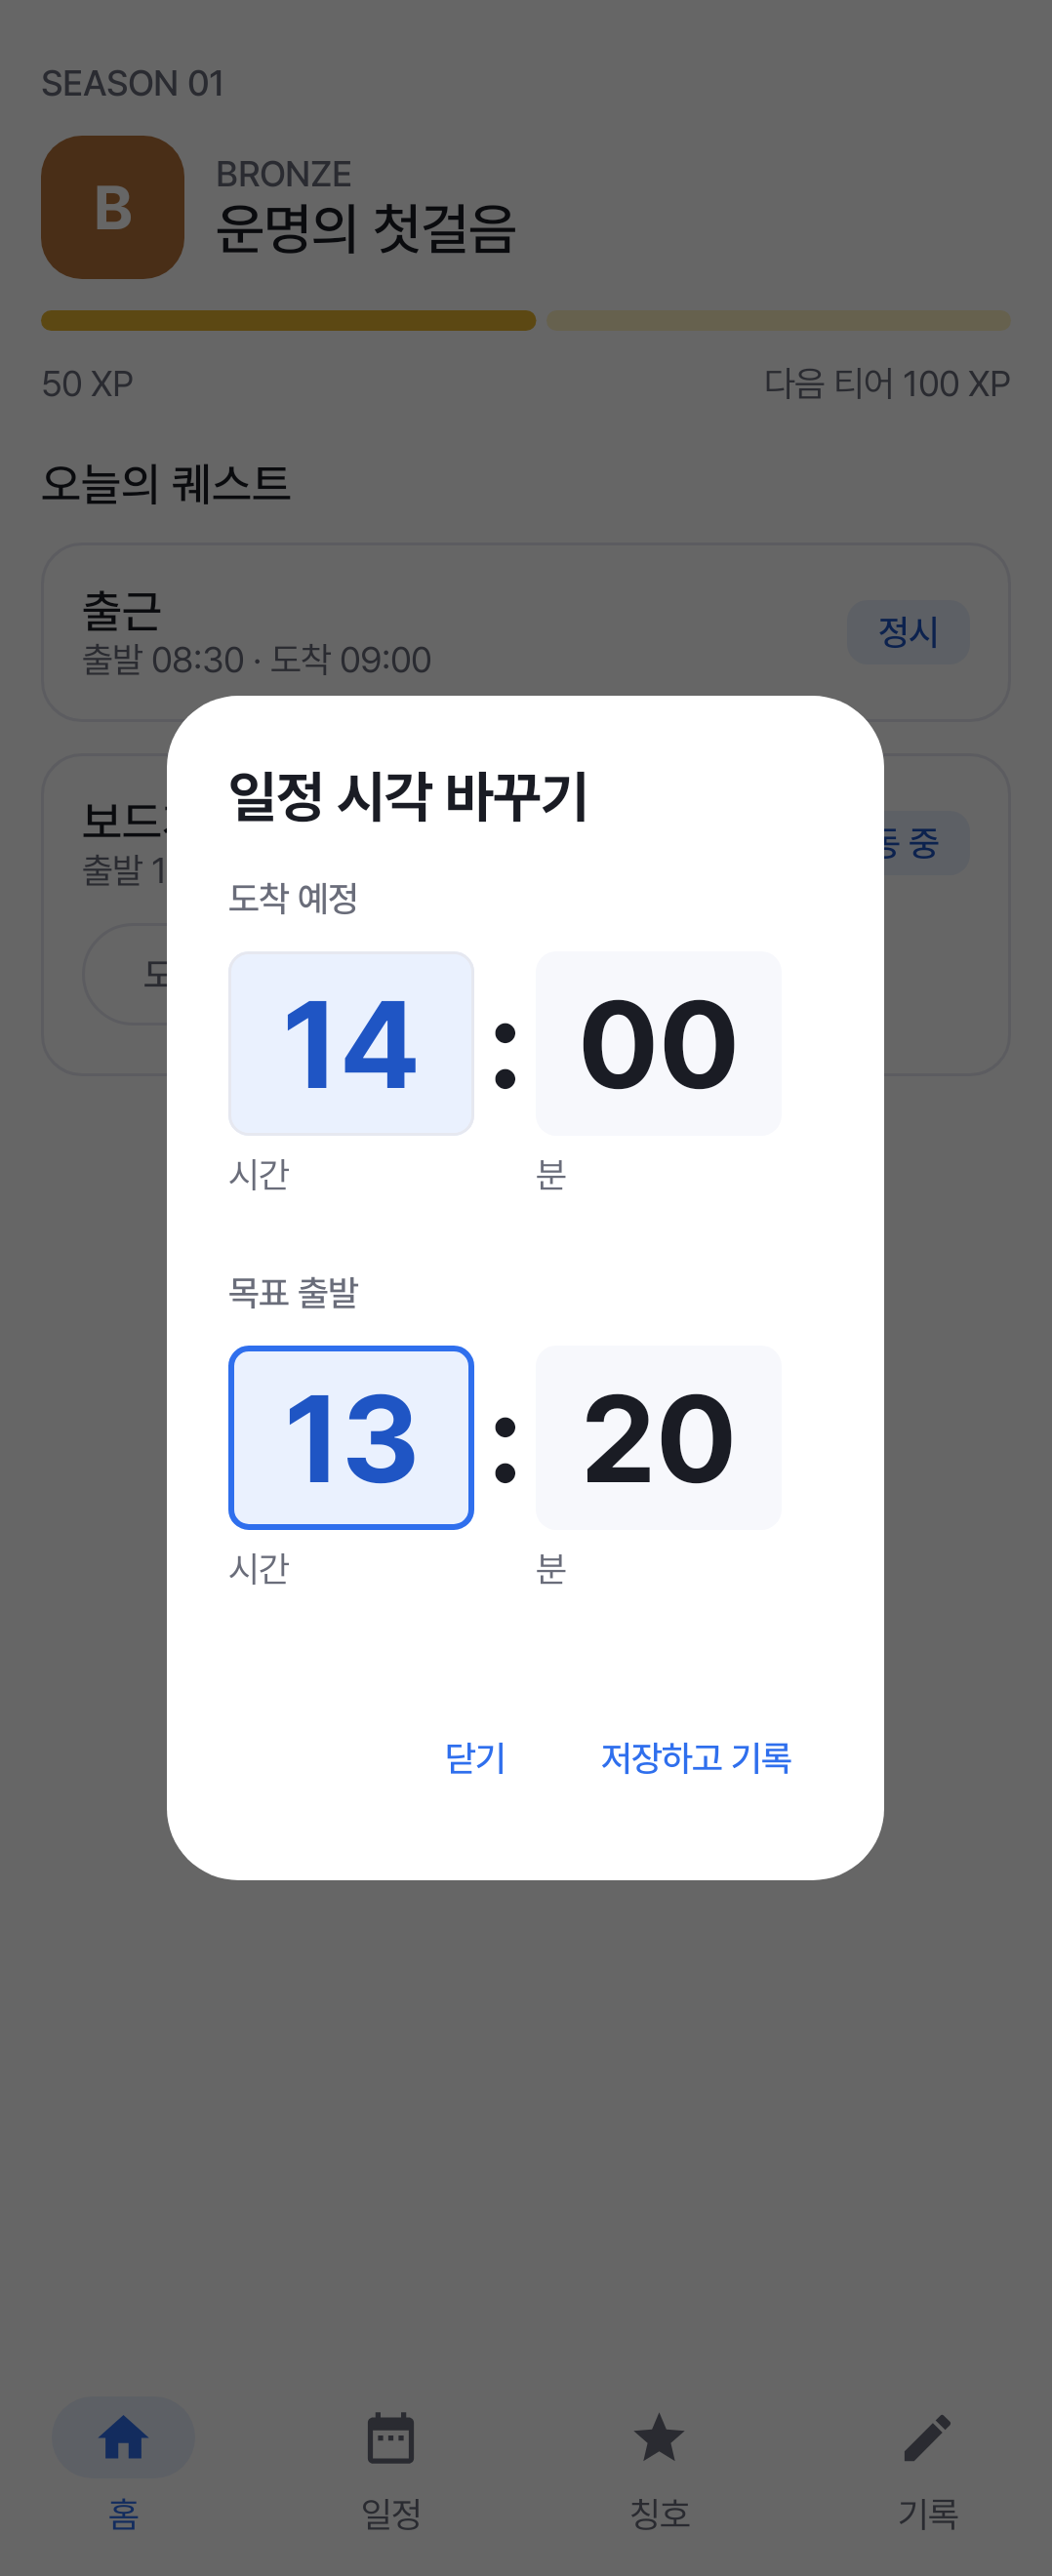 SEASON 01
B
BRONZE
운명의 첫걸음
50 XP
다음 티어 100 XP
오늘의 퀘스트
출근
출발 08:30 · 도착 09:00
정시
보드
출발 1
중
일정 시각 바꾸기
도착 예정
14 : 00
시간
분
목표 출발
13 : 20
시간
분
닫기
저장하고 기록
홈
일정
칭호
기록